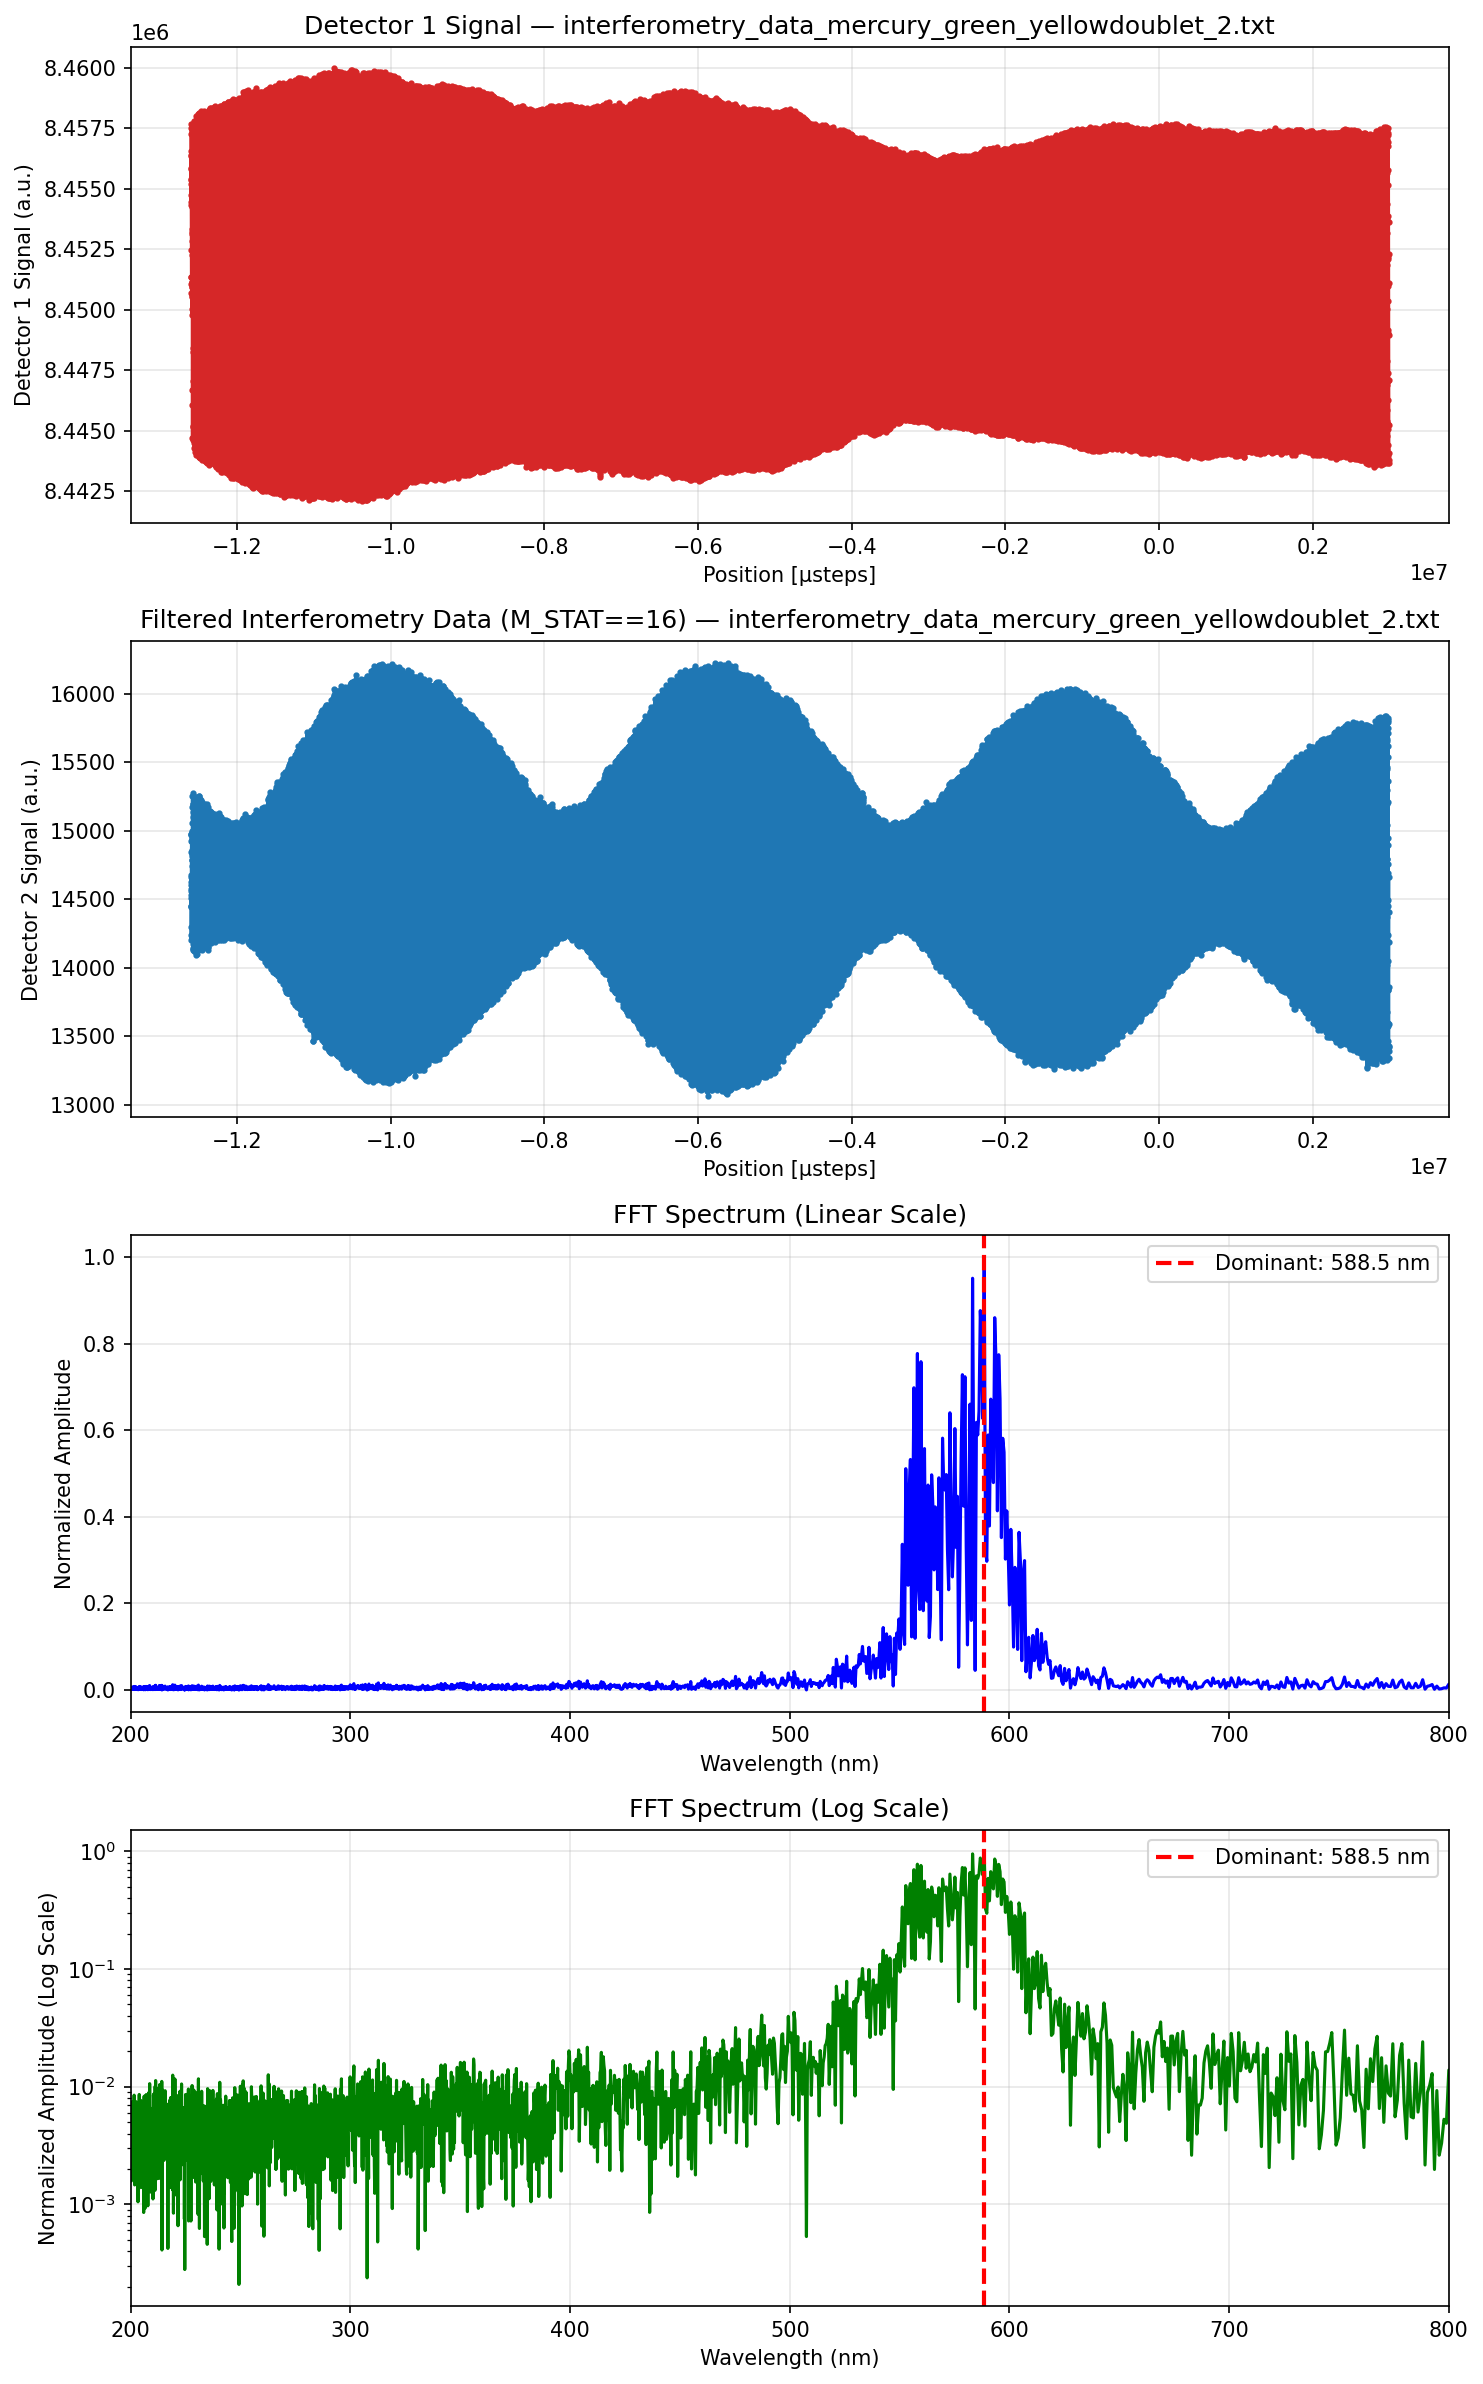 Detector 1 Signal — interferometry_data_mercury_green_yellowdoublet_2.txt
1e6
8.4600
8.4575
8.4550
8.4525
8.4500
8.4475
8.4450
8.4425
Detector 1 Signal (a.u.)
−1.2 −1.0 −0.8 −0.6 −0.4 −0.2 0.0 0.2
Position [µsteps]
1e7
Filtered Interferometry Data (M_STAT==16) — interferometry_data_mercury_green_yellowdoublet_2.txt
16000
15500
15000
14500
14000
13500
13000
Detector 2 Signal (a.u.)
−1.2 −1.0 −0.8 −0.6 −0.4 −0.2 0.0 0.2
Position [µsteps]
1e7
FFT Spectrum (Linear Scale)
Dominant: 588.5 nm
1.0
0.8
0.6
0.4
0.2
0.0
Normalized Amplitude
200 300 400 500 600 700 800
Wavelength (nm)
FFT Spectrum (Log Scale)
Dominant: 588.5 nm
10⁰
10⁻¹
10⁻²
10⁻³
Normalized Amplitude (Log Scale)
200 300 400 500 600 700 800
Wavelength (nm)